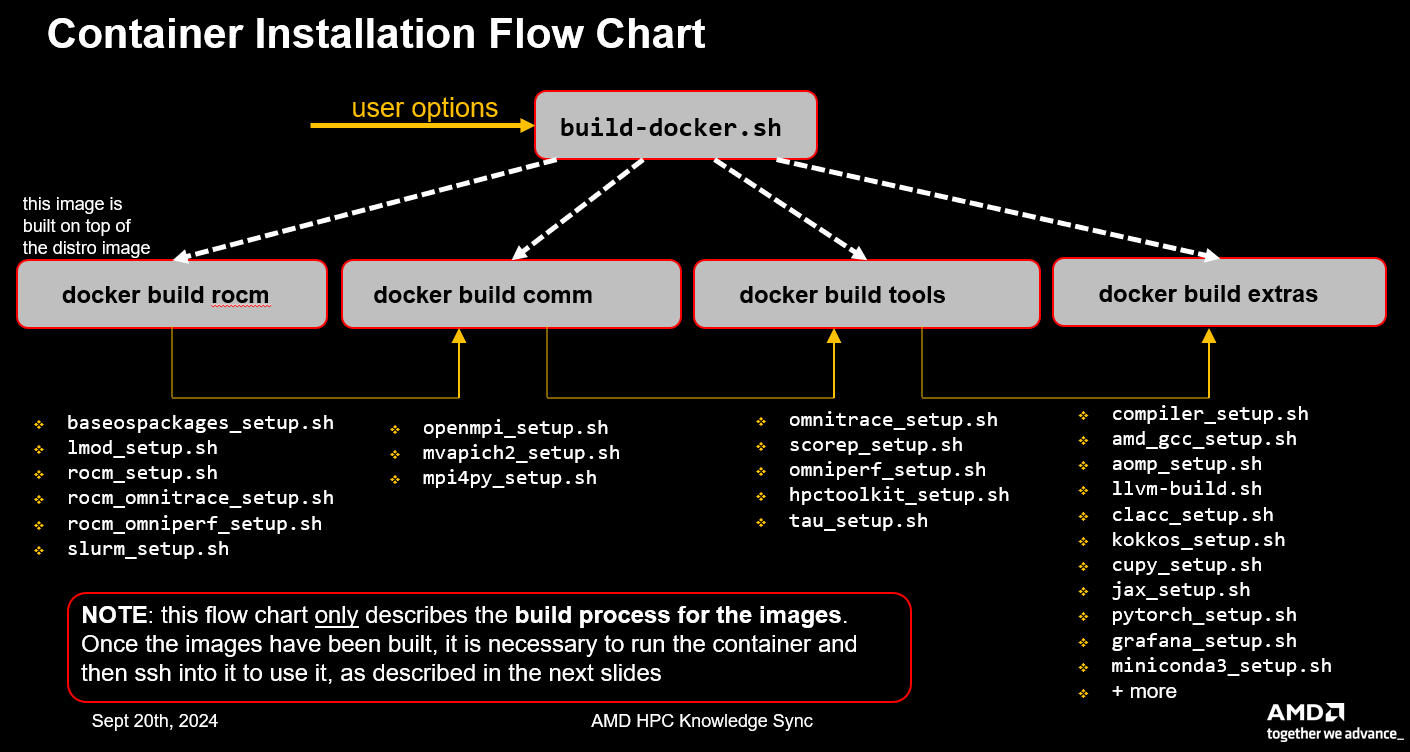 Container Installation Flow Chart
user options
build-docker.sh
this image is
built on top of
the distro image
docker build rocm
docker build comm
docker build tools
docker build extras
baseospackages_setup.sh
lmod_setup.sh
rocm_setup.sh
rocm_omnitrace_setup.sh
rocm_omniperf_setup.sh
slurm_setup.sh
openmpi_setup.sh
mvapich2_setup.sh
mpi4py_setup.sh
omnitrace_setup.sh
scorep_setup.sh
omniperf_setup.sh
hpctoolkit_setup.sh
tau_setup.sh
compiler_setup.sh
amd_gcc_setup.sh
aomp_setup.sh
llvm-build.sh
clacc_setup.sh
kokkos_setup.sh
cupy_setup.sh
jax_setup.sh
pytorch_setup.sh
grafana_setup.sh
miniconda3_setup.sh
+ more
NOTE: this flow chart only describes the build process for the images.
Once the images have been built, it is necessary to run the container and
then ssh into it to use it, as described in the next slides
Sept 20th, 2024
AMD HPC Knowledge Sync
AMD
together we advance_